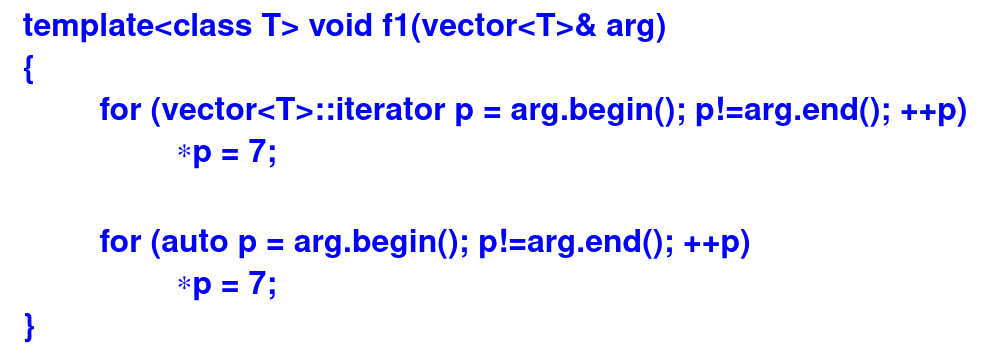 template<class T> void f1(vector<T>& arg)
{
for (vector<T>::iterator p = arg.begin(); p!=arg.end(); ++p)
*p = 7;
for (auto p = arg.begin(); p!=arg.end(); ++p)
*p = 7;
}